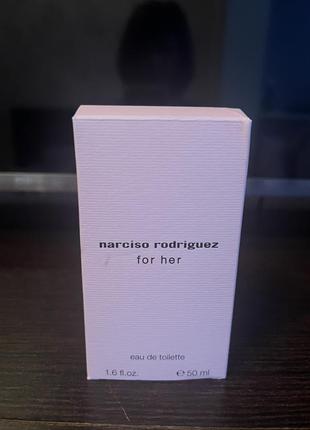 narciso rodriguez
for her
eau de toilette
1.6 fl.oz. ℮50 ml